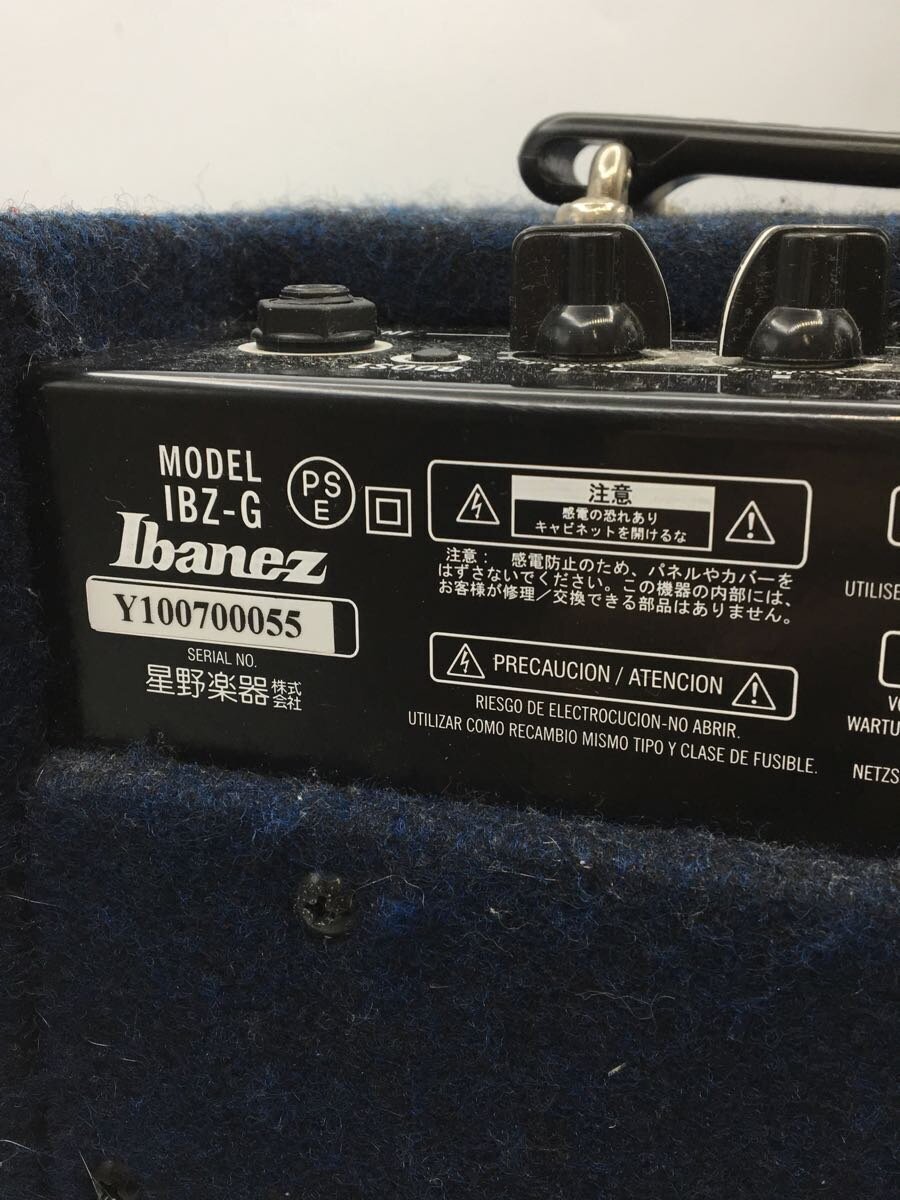 MODEL
IBZ-G
PSE
Ibanez
Y100700055
SERIAL NO.
星野楽器株式会社
注意
感電の恐れあり
キャビネットを開けるな
注意： 感電防止のため、パネルやカバーを
はずさないでください。この機器の内部には、
お客様が修理／交換できる部品はありません。
PRECAUCION / ATENCION
RIESGO DE ELECTROCUCION-NO ABRIR.
UTILIZAR COMO RECAMBIO MISMO TIPO Y CLASE DE FUSIBLE.
UTILISE
WARTU
NETZS